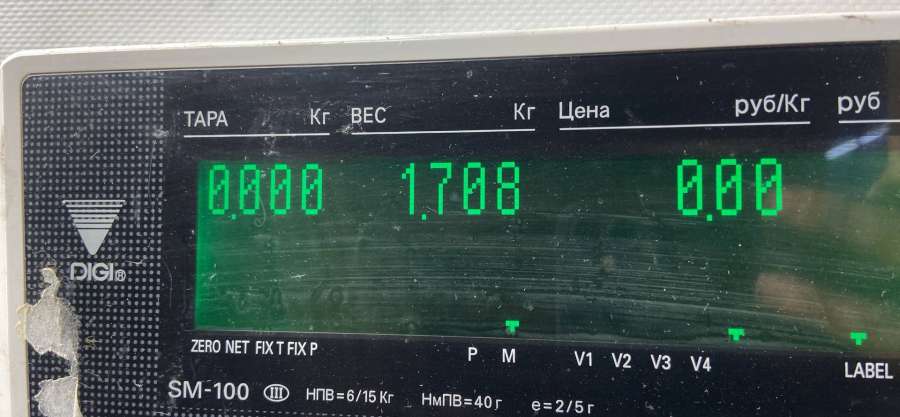 ТАРА Кг ВЕС Кг Цена руб/Кг руб
0.000 1.708 0.00
DIGI®
ZERO NET FIX T FIX P P M V1 V2 V3 V4 LABEL
SM-100 III НПВ=6/15 Кг НмПВ=40 г e=2/5 г